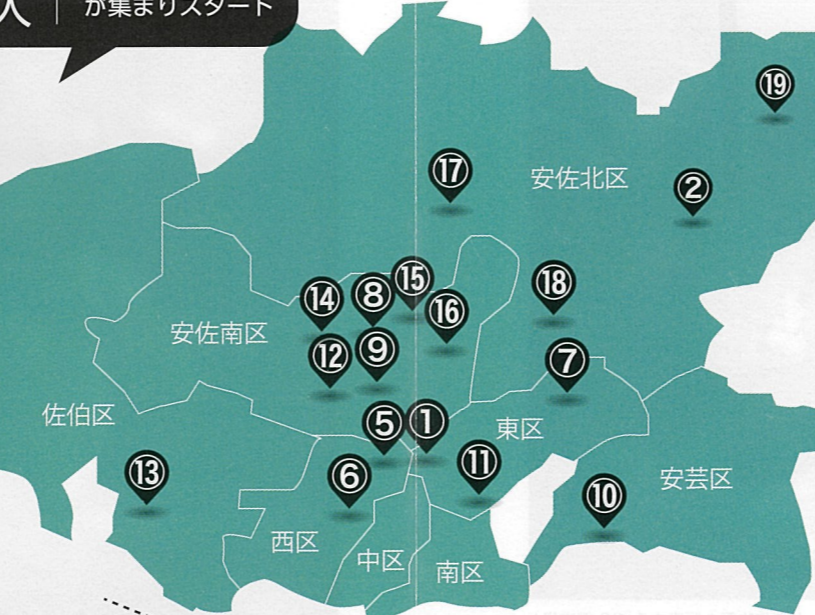 人 | が集まりスタート
⑲
⑰
安佐北区
②
⑮
⑱
⑧
⑭
⑯
安佐南区
⑨
⑫
⑦
佐伯区
⑤
①
東区
⑪
⑬
⑥
安芸区
⑩
西区
中区
南区